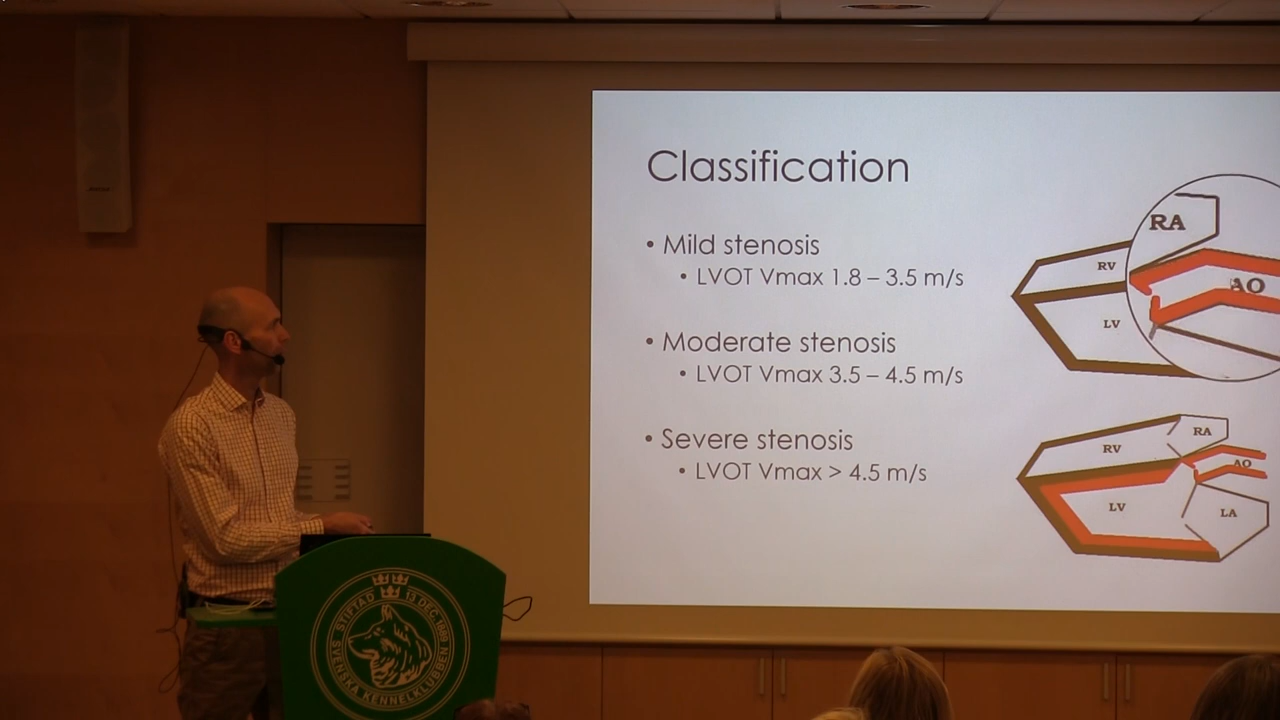 Classification
• Mild stenosis
• LVOT Vmax 1.8 – 3.5 m/s
• Moderate stenosis
• LVOT Vmax 3.5 – 4.5 m/s
• Severe stenosis
• LVOT Vmax > 4.5 m/s
RA
RV
AO
LV
RA
RV
AO
LV
LA
STIFTAD 13 DEC. 1889
SVENSKA KENNELKLUBBEN